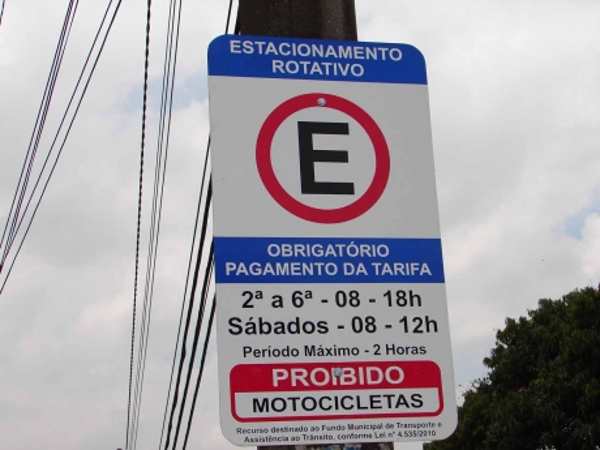 ESTACIONAMENTO
ROTATIVO
E
OBRIGATÓRIO
PAGAMENTO DA TARIFA
2ª a 6ª - 08 - 18h
Sábados - 08 - 12h
Período Máximo - 2 Horas
PROIBIDO
MOTOCICLETAS
Recurso destinado ao Fundo Municipal de Transporte e
Assistência ao Trânsito, conforme Lei n° 4.535/2010